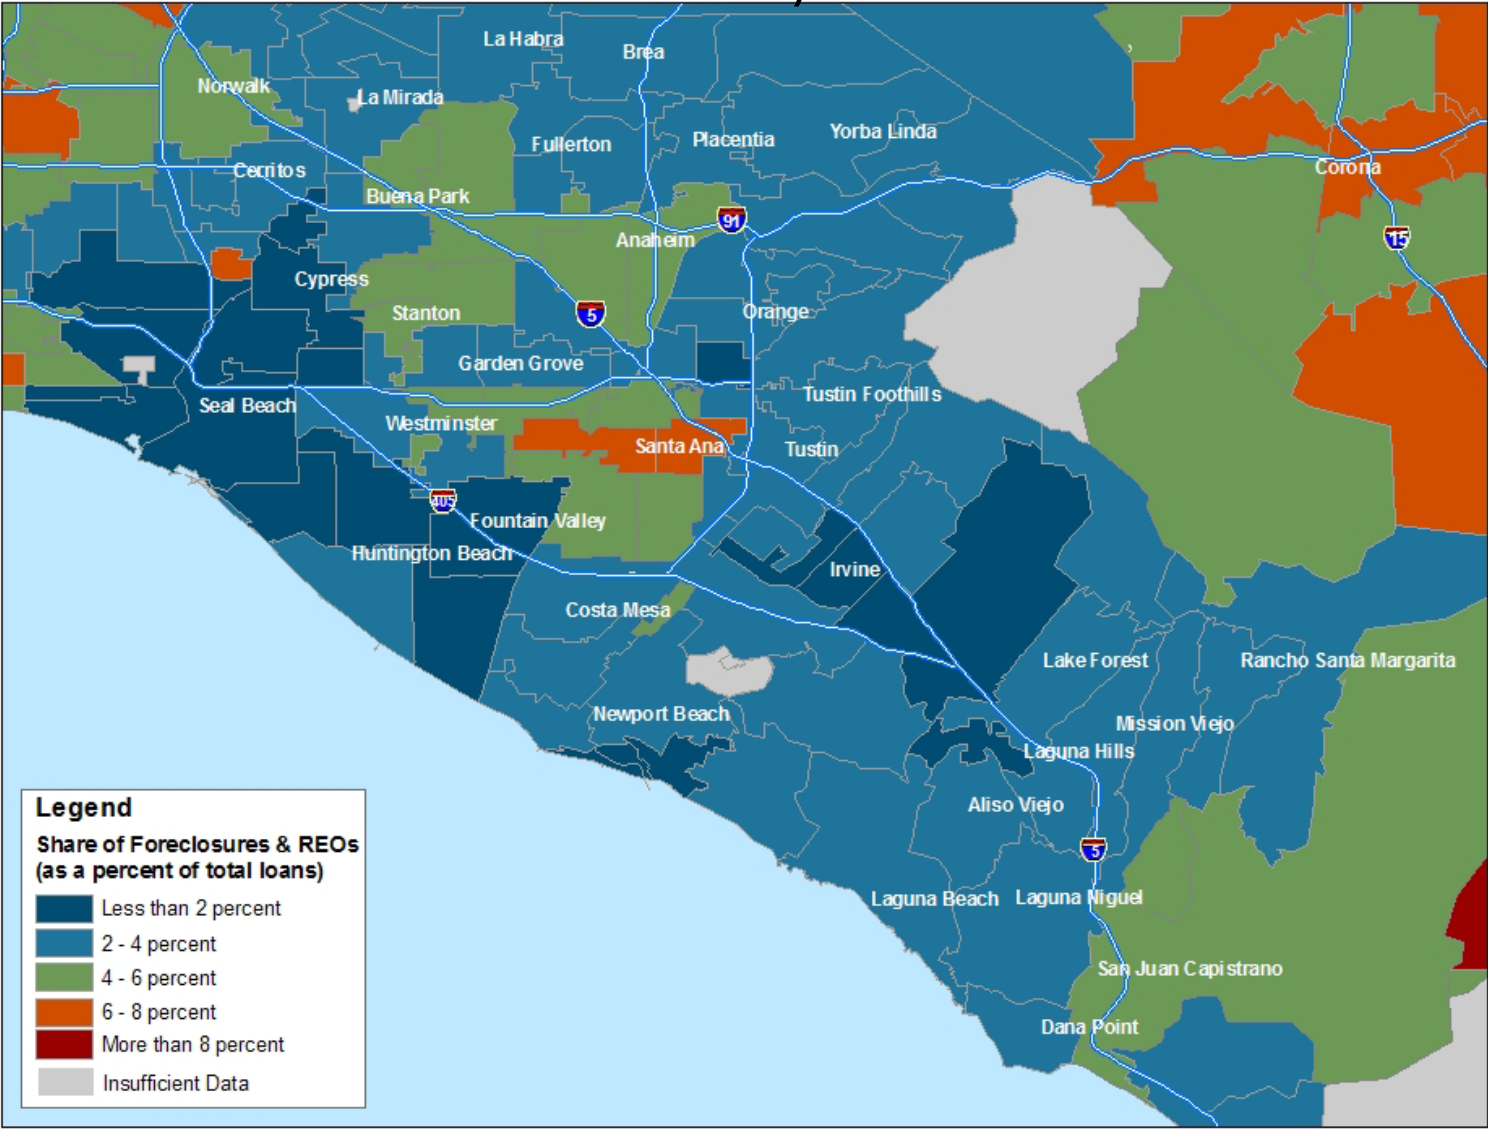 La Habra
Brea
Norwalk
La Mirada
Fullerton
Placentia
Yorba Linda
Cerritos
Corona
Buena Park
91
Anaheim
15
Cypress
Stanton
5
Orange
Garden Grove
Tustin Foothills
Seal Beach
Westminster
Santa Ana
Tustin
405
Fountain Valley
Huntington Beach
Irvine
Costa Mesa
Lake Forest
Rancho Santa Margarita
Newport Beach
Mission Viejo
Laguna Hills
Aliso Viejo
5
Laguna Beach
Laguna Niguel
San Juan Capistrano
Dana Point
Legend
Share of Foreclosures & REOs
(as a percent of total loans)
Less than 2 percent
2 - 4 percent
4 - 6 percent
6 - 8 percent
More than 8 percent
Insufficient Data